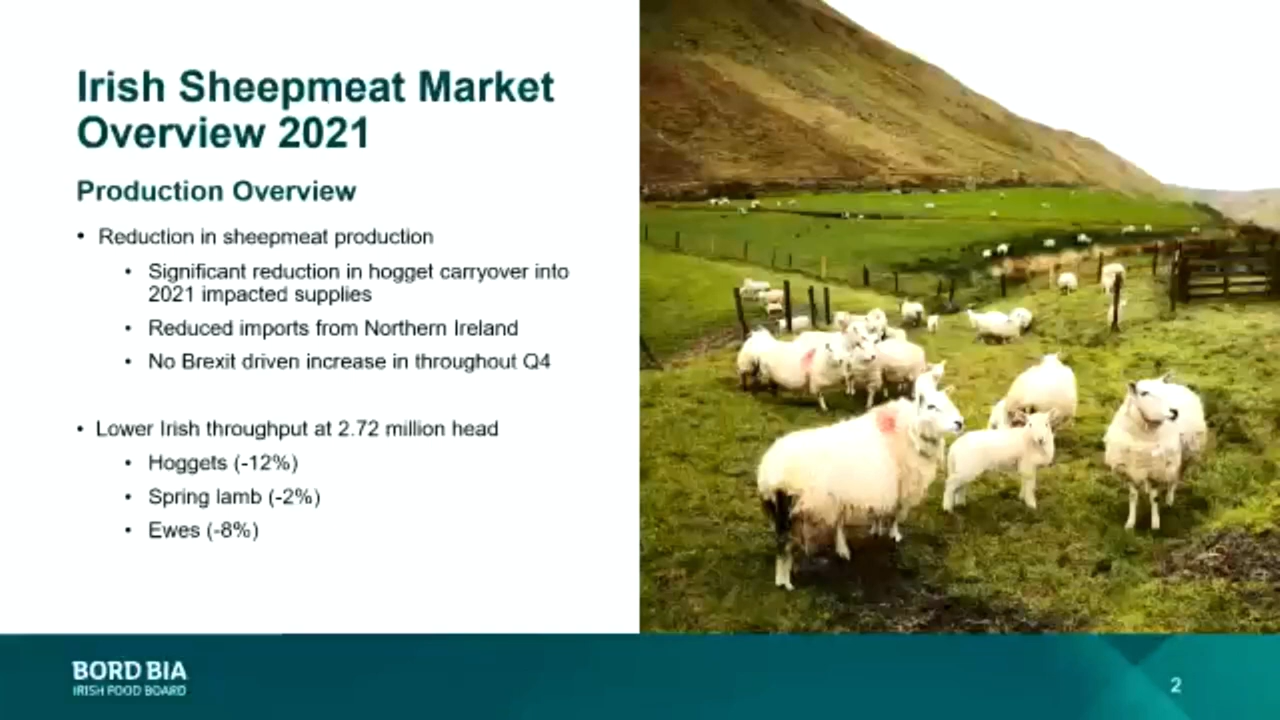 Irish Sheepmeat Market
Overview 2021
Production Overview
• Reduction in sheepmeat production
• Significant reduction in hogget carryover into
2021 impacted supplies
• Reduced imports from Northern Ireland
• No Brexit driven increase in throughout Q4
• Lower Irish throughput at 2.72 million head
• Hoggets (-12%)
• Spring lamb (-2%)
• Ewes (-8%)
BORD BIA
IRISH FOOD BOARD
2